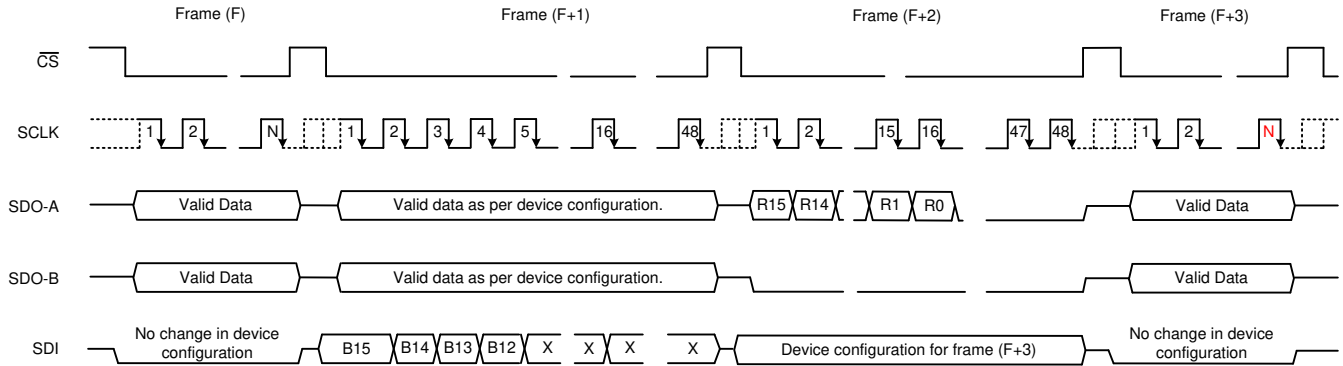 Frame (F) Frame (F+1) Frame (F+2) Frame (F+3)
CS
SCLK 1 2 N 1 2 3 4 5 16 48 1 2 15 16 47 48 1 2 N
SDO-A Valid Data Valid data as per device configuration. R15 R14 R1 R0 Valid Data
SDO-B Valid Data Valid data as per device configuration. Valid Data
SDI No change in device configuration B15 B14 B13 B12 X X X X Device configuration for frame (F+3) No change in device configuration